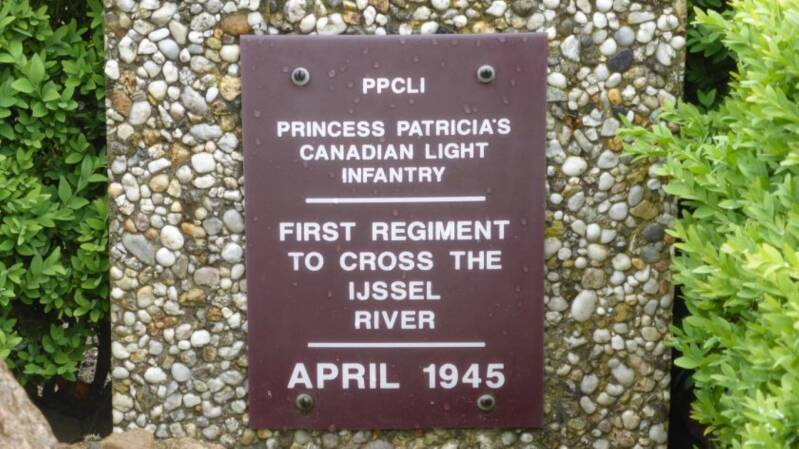 PPCLI
PRINCESS PATRICIA'S
CANADIAN LIGHT
INFANTRY
FIRST REGIMENT
TO CROSS THE
IJSSEL
RIVER
APRIL 1945